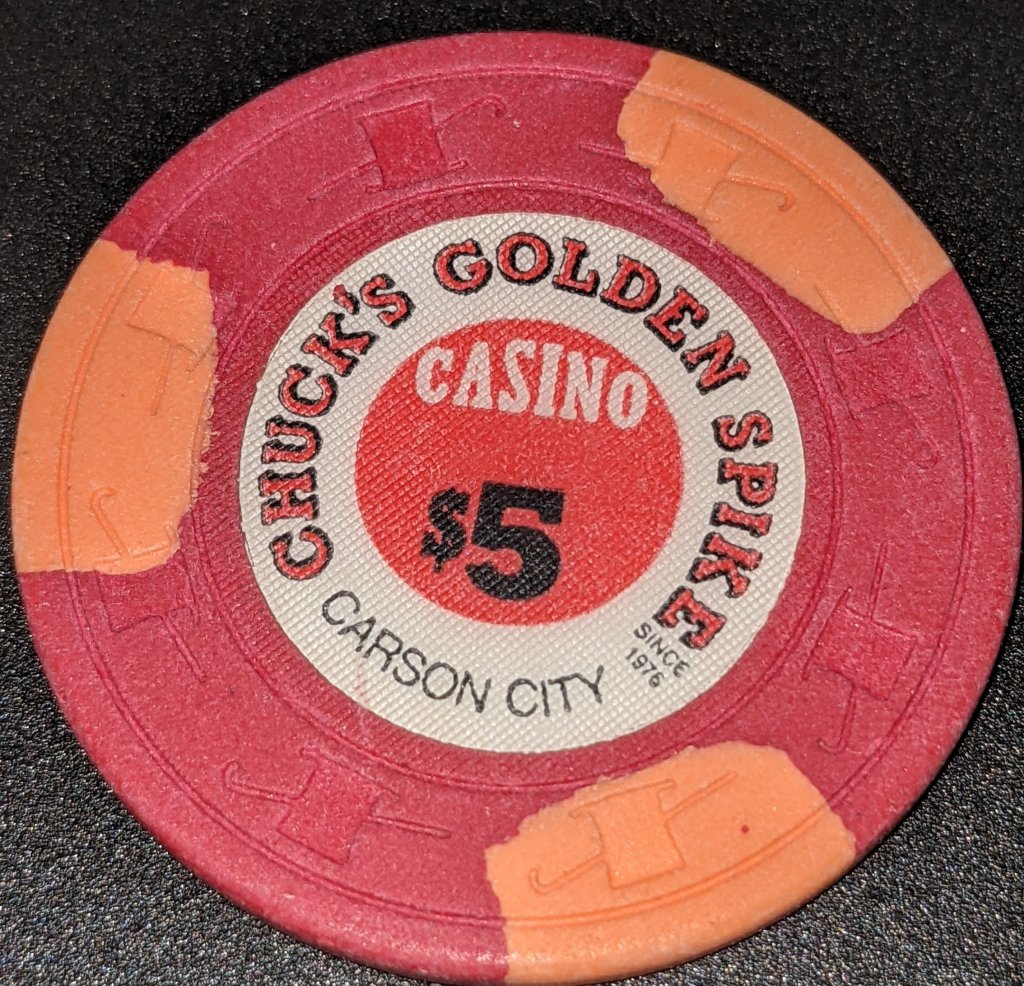 CHUCK'S GOLDEN SPIKE
CASINO
$5
SINCE
1976
CARSON CITY